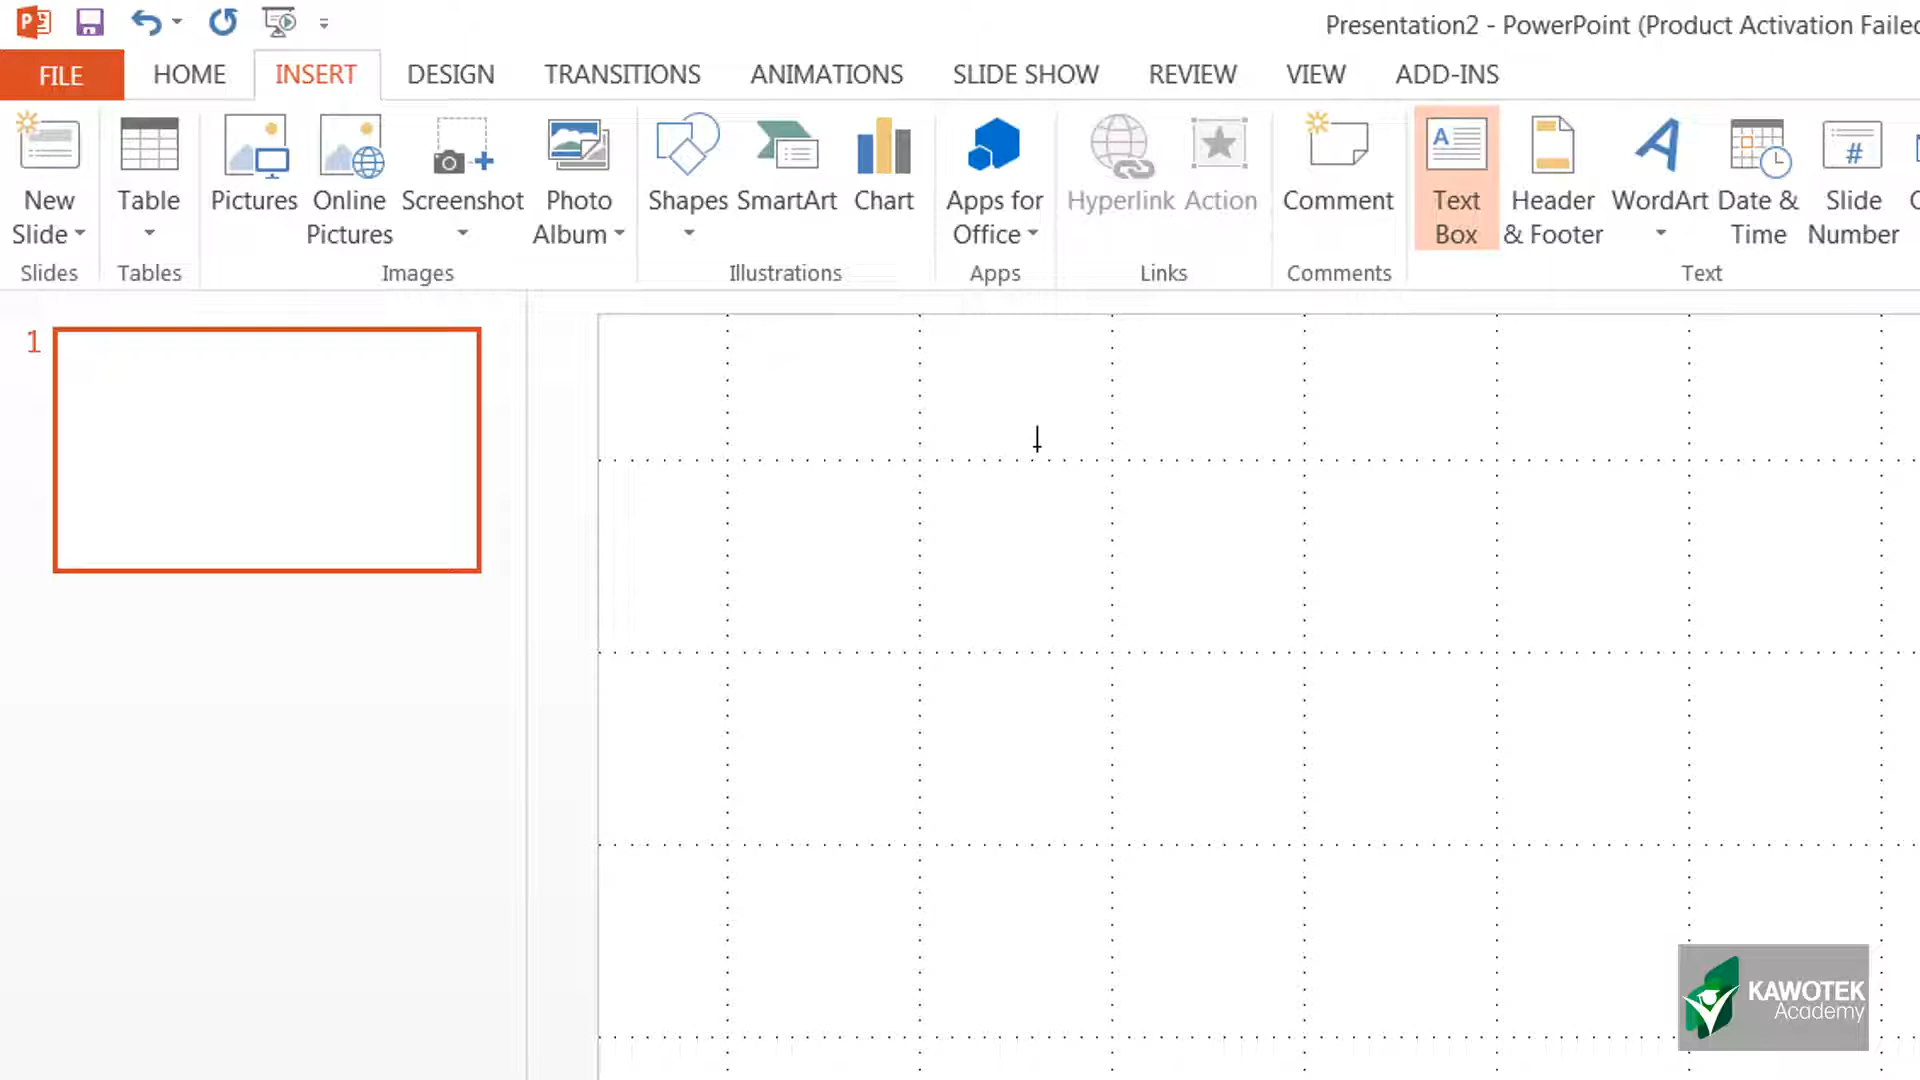 Presentation2 - PowerPoint (Product Activation Failed
FILE HOME INSERT DESIGN TRANSITIONS ANIMATIONS SLIDE SHOW REVIEW VIEW ADD-INS
New Slide
Table
Pictures
Online Pictures
Screenshot
Photo Album
Shapes
SmartArt
Chart
Apps for Office
Hyperlink
Action
Comment
Text Box
Header & Footer
WordArt
Date & Time
Slide Number
Slides Tables Images Illustrations Apps Links Comments Text
1
KAWOTEK
Academy